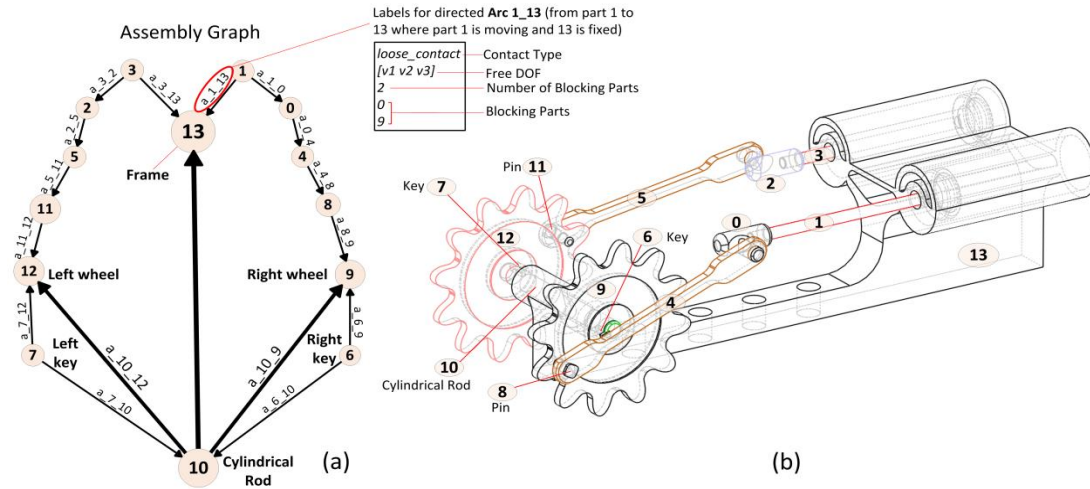 Assembly Graph
Labels for directed Arc 1_13 (from part 1 to
13 where part 1 is moving and 13 is fixed)
loose_contact
Contact Type
[v1 v2 v3]
Free DOF
2
Number of Blocking Parts
0
9
Blocking Parts
3
1
a_3_2
a_3_13
a_1_13
a_1_0
2
0
13
Frame
a_2_5
a_0_4
5
4
a_5_11
a_4_8
11
8
a_11_12
a_8_9
12
Left wheel
Right wheel
9
a_7_12
a_6_9
7
Left
key
Right
key
6
a_10_12
a_10_9
a_7_10
a_6_10
10
Cylindrical
Rod
(a)
Pin
11
Key
7
5
2
3
12
0
1
6
Key
9
4
13
10
Cylindrical Rod
8
Pin
(b)